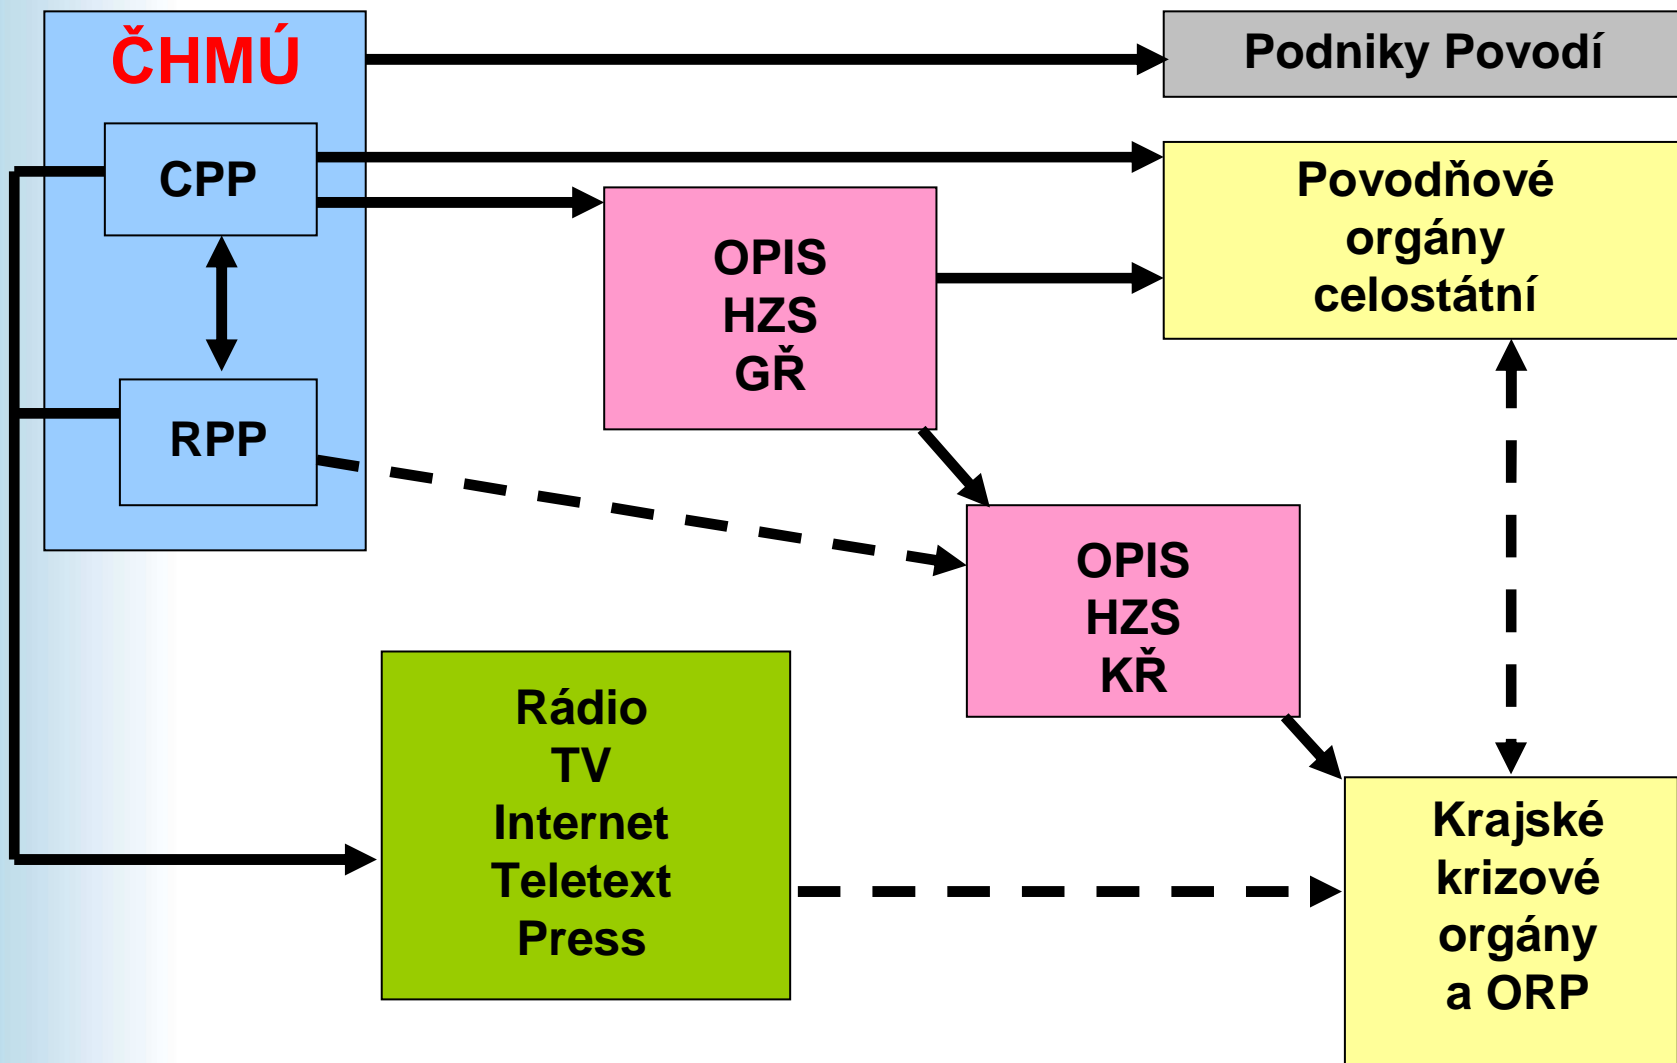 ČHMÚ
Podniky Povodí
CPP
Povodňové
orgány
celostátní
OPIS
HZS
GŘ
RPP
OPIS
HZS
KŘ
Rádio
TV
Internet
Teletext
Press
Krajské
krizové
orgány
a ORP